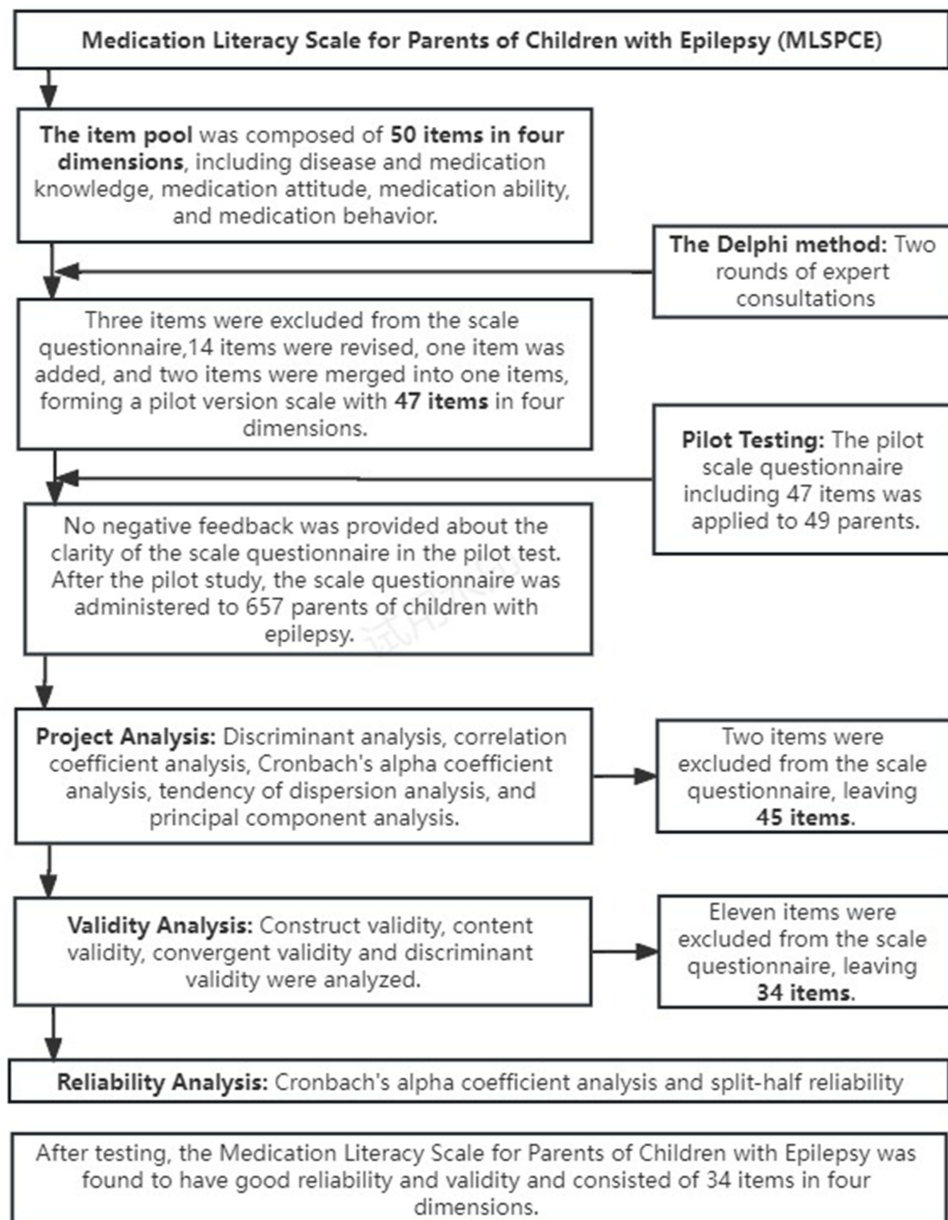 Medication Literacy Scale for Parents of Children with Epilepsy (MLSPCE)
The item pool was composed of 50 items in four
dimensions, including disease and medication
knowledge, medication attitude, medication ability,
and medication behavior.
The Delphi method: Two
rounds of expert
consultations
Three items were excluded from the scale
questionnaire,14 items were revised, one item was
added, and two items were merged into one items,
forming a pilot version scale with 47 items in four
dimensions.
Pilot Testing: The pilot
scale questionnaire
including 47 items was
applied to 49 parents.
No negative feedback was provided about the
clarity of the scale questionnaire in the pilot test.
After the pilot study, the scale questionnaire was
administered to 657 parents of children with
epilepsy.
Project Analysis: Discriminant analysis, correlation
coefficient analysis, Cronbach's alpha coefficient
analysis, tendency of dispersion analysis, and
principal component analysis.
Two items were
excluded from the scale
questionnaire, leaving
45 items.
Validity Analysis: Construct validity, content
validity, convergent validity and discriminant
validity were analyzed.
Eleven items were
excluded from the scale
questionnaire, leaving
34 items.
Reliability Analysis: Cronbach's alpha coefficient analysis and split-half reliability
After testing, the Medication Literacy Scale for Parents of Children with Epilepsy was
found to have good reliability and validity and consisted of 34 items in four
dimensions.